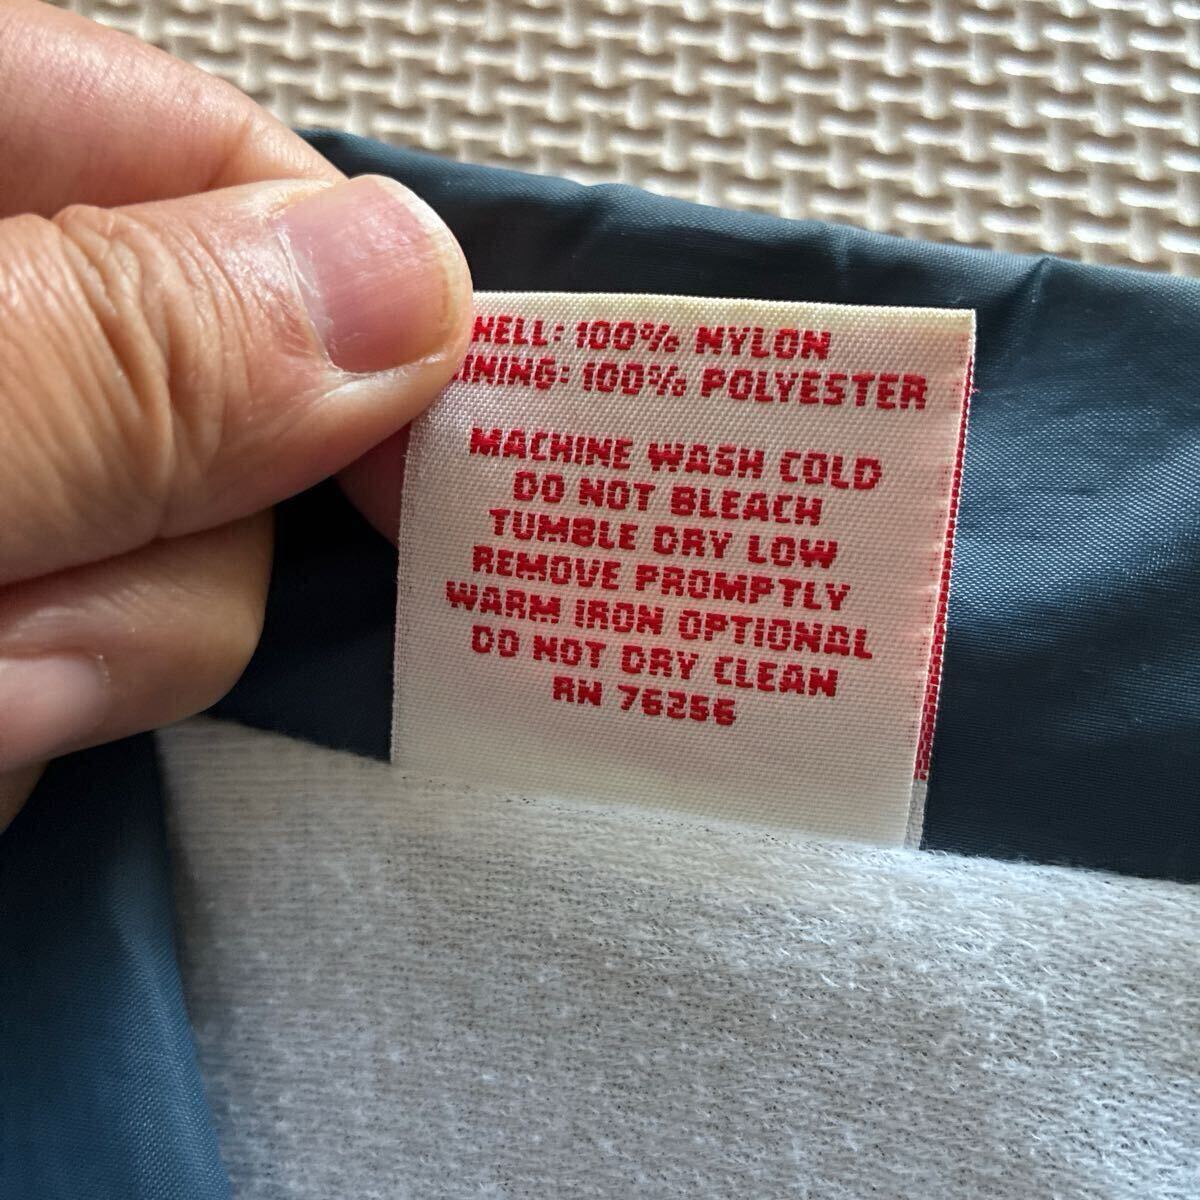 HELL: 100% NYLON
INING: 100% POLYESTER
MACHINE WASH COLD
DO NOT BLEACH
TUMBLE DRY LOW
REMOVE PROMPTLY
WARM IRON OPTIONAL
DO NOT DRY CLEAN
RN 76256